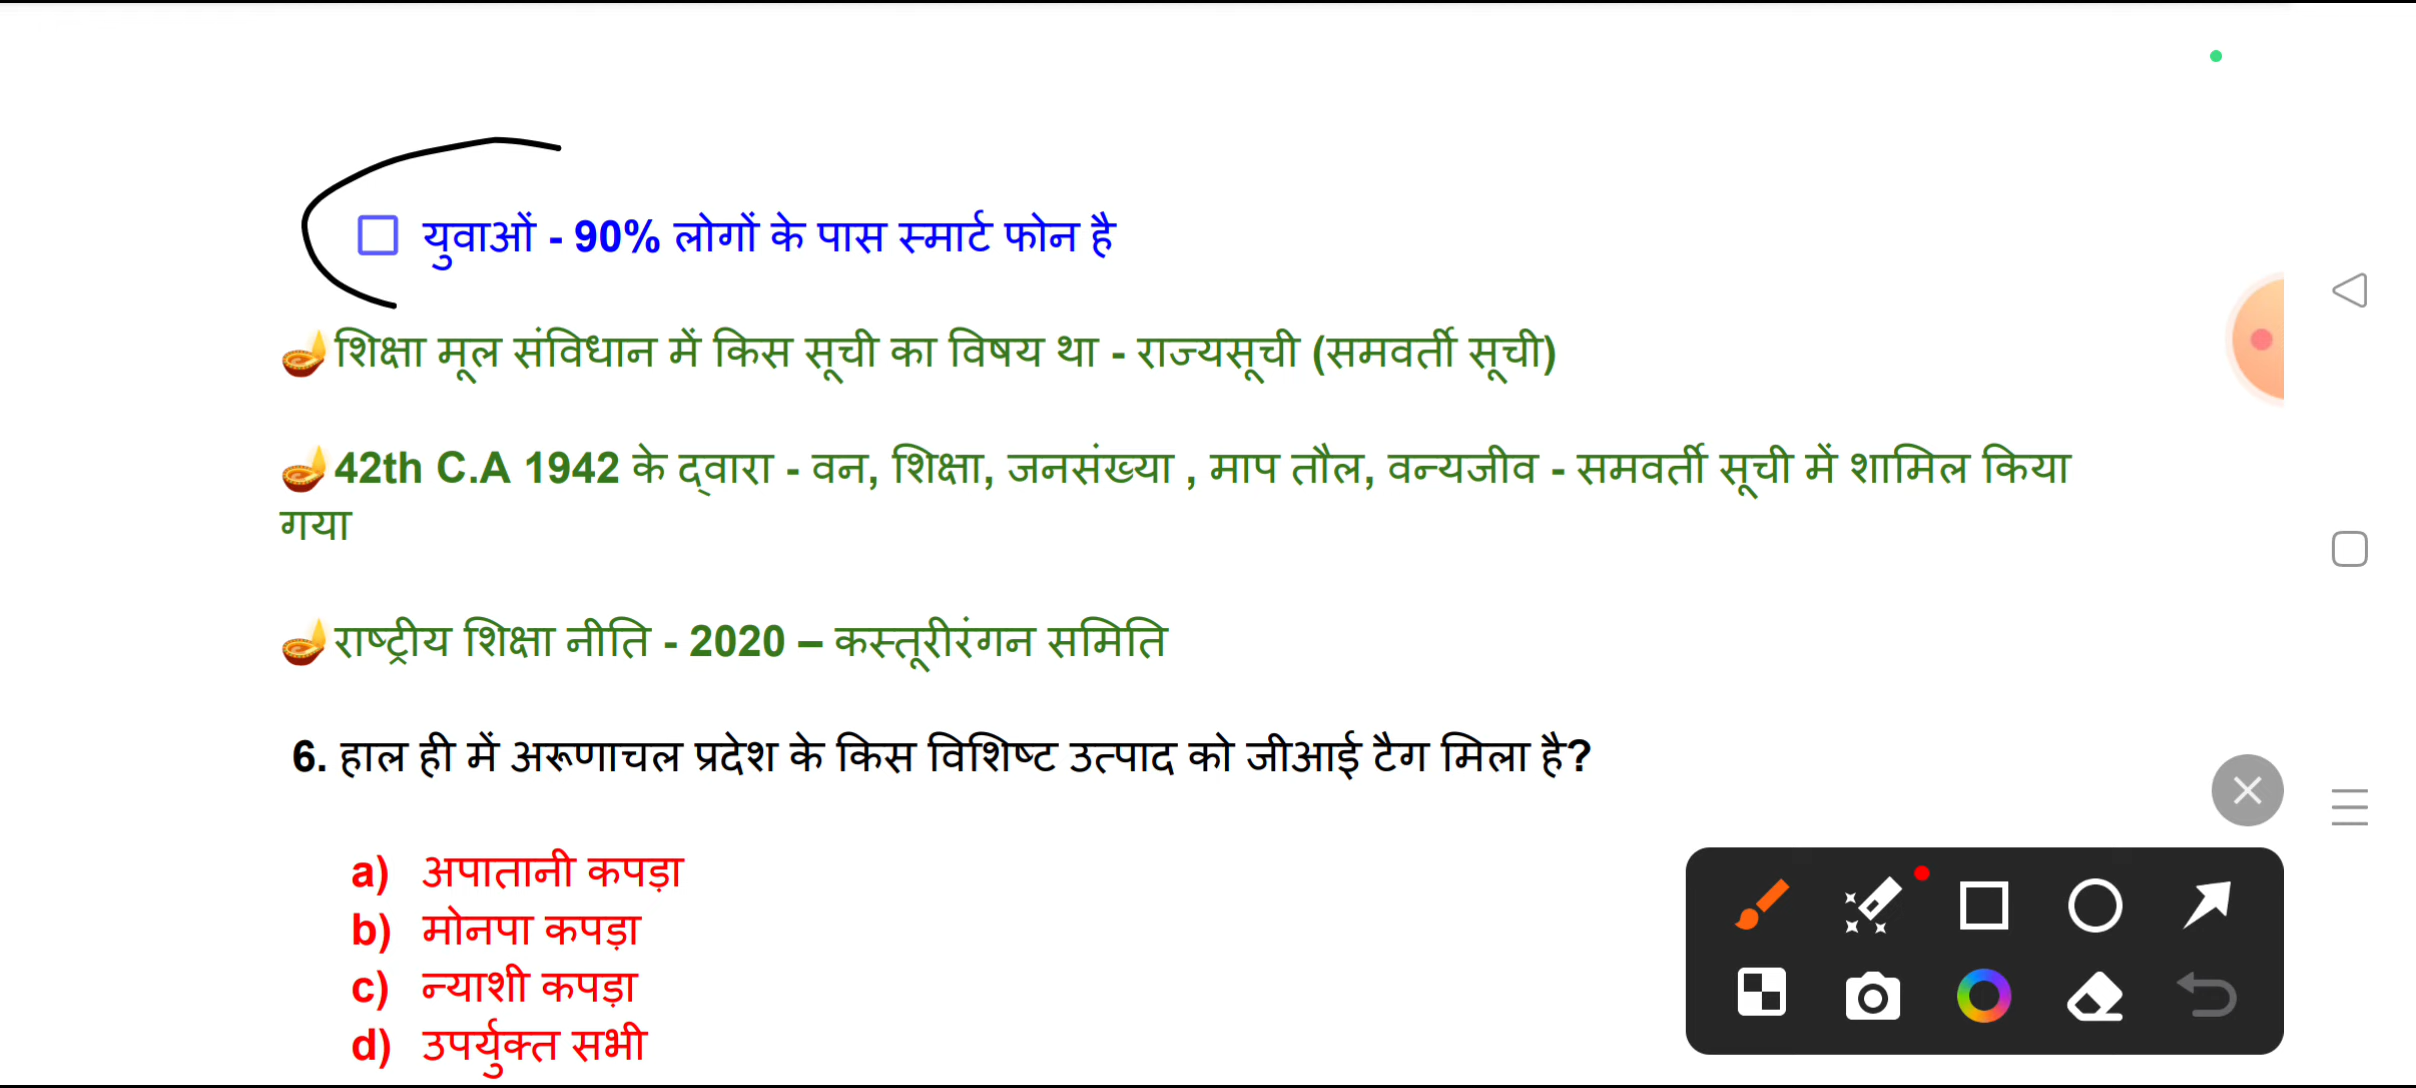 युवाओं - 90% लोगों के पास स्मार्ट फोन है
शिक्षा मूल संविधान में किस सूची का विषय था - राज्यसूची (समवर्ती सूची)
42th C.A 1942 के द्वारा - वन, शिक्षा, जनसंख्या , माप तौल, वन्यजीव - समवर्ती सूची में शामिल किया
गया
राष्ट्रीय शिक्षा नीति - 2020 – कस्तूरीरंगन समिति
6. हाल ही में अरूणाचल प्रदेश के किस विशिष्ट उत्पाद को जीआई टैग मिला है?
a) अपातानी कपड़ा
b) मोनपा कपड़ा
c) न्याशी कपड़ा
d) उपर्युक्त सभी